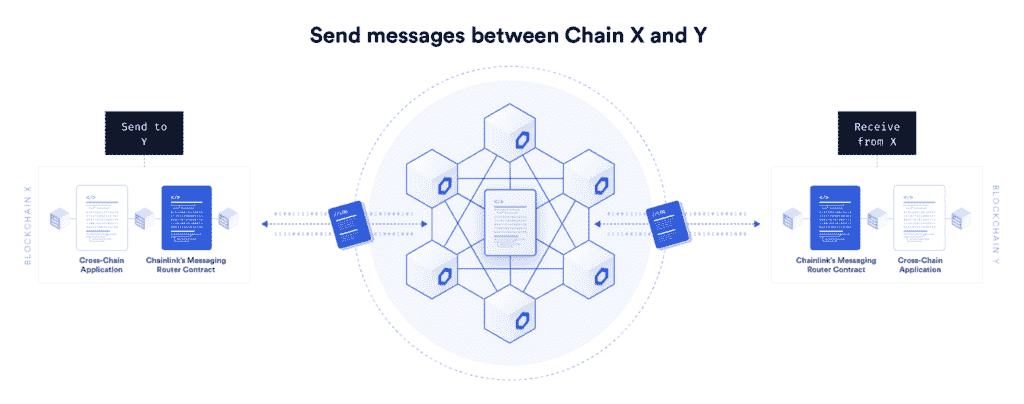 Send messages between Chain X and Y
Send to
Y
BLOCKCHAIN X
</>
</>
Cross-Chain
Application
Chainlink's Messaging
Router Contract
</>
Receive
from X
</>
</>
Chainlink's Messaging
Router Contract
Cross-Chain
Application
BLOCKCHAIN Y